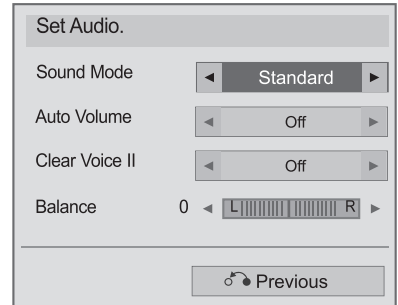 Set Audio.
Sound Mode ◄ Standard ►
Auto Volume ◄ Off ►
Clear Voice II ◄ Off ►
Balance 0 ◄ L R ►
Previous